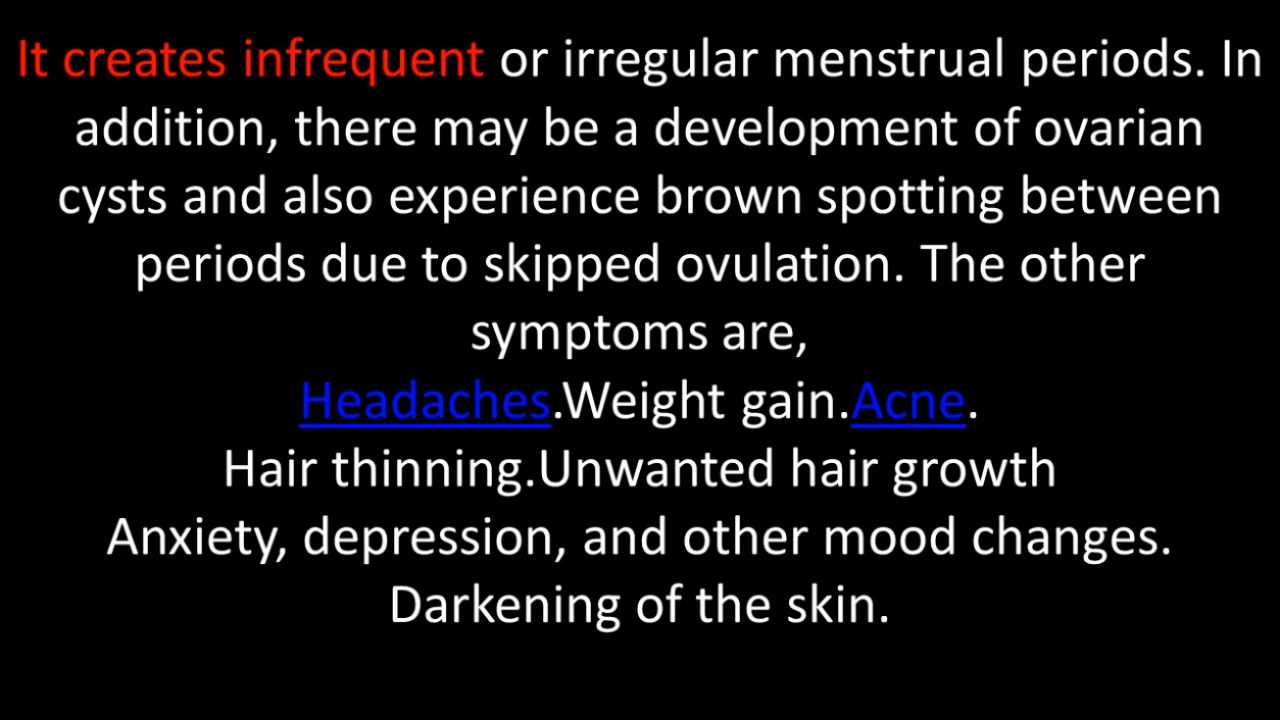 It creates infrequent or irregular menstrual periods. In
addition, there may be a development of ovarian
cysts and also experience brown spotting between
periods due to skipped ovulation. The other
symptoms are,
Headaches.Weight gain.Acne.
Hair thinning.Unwanted hair growth
Anxiety, depression, and other mood changes.
Darkening of the skin.